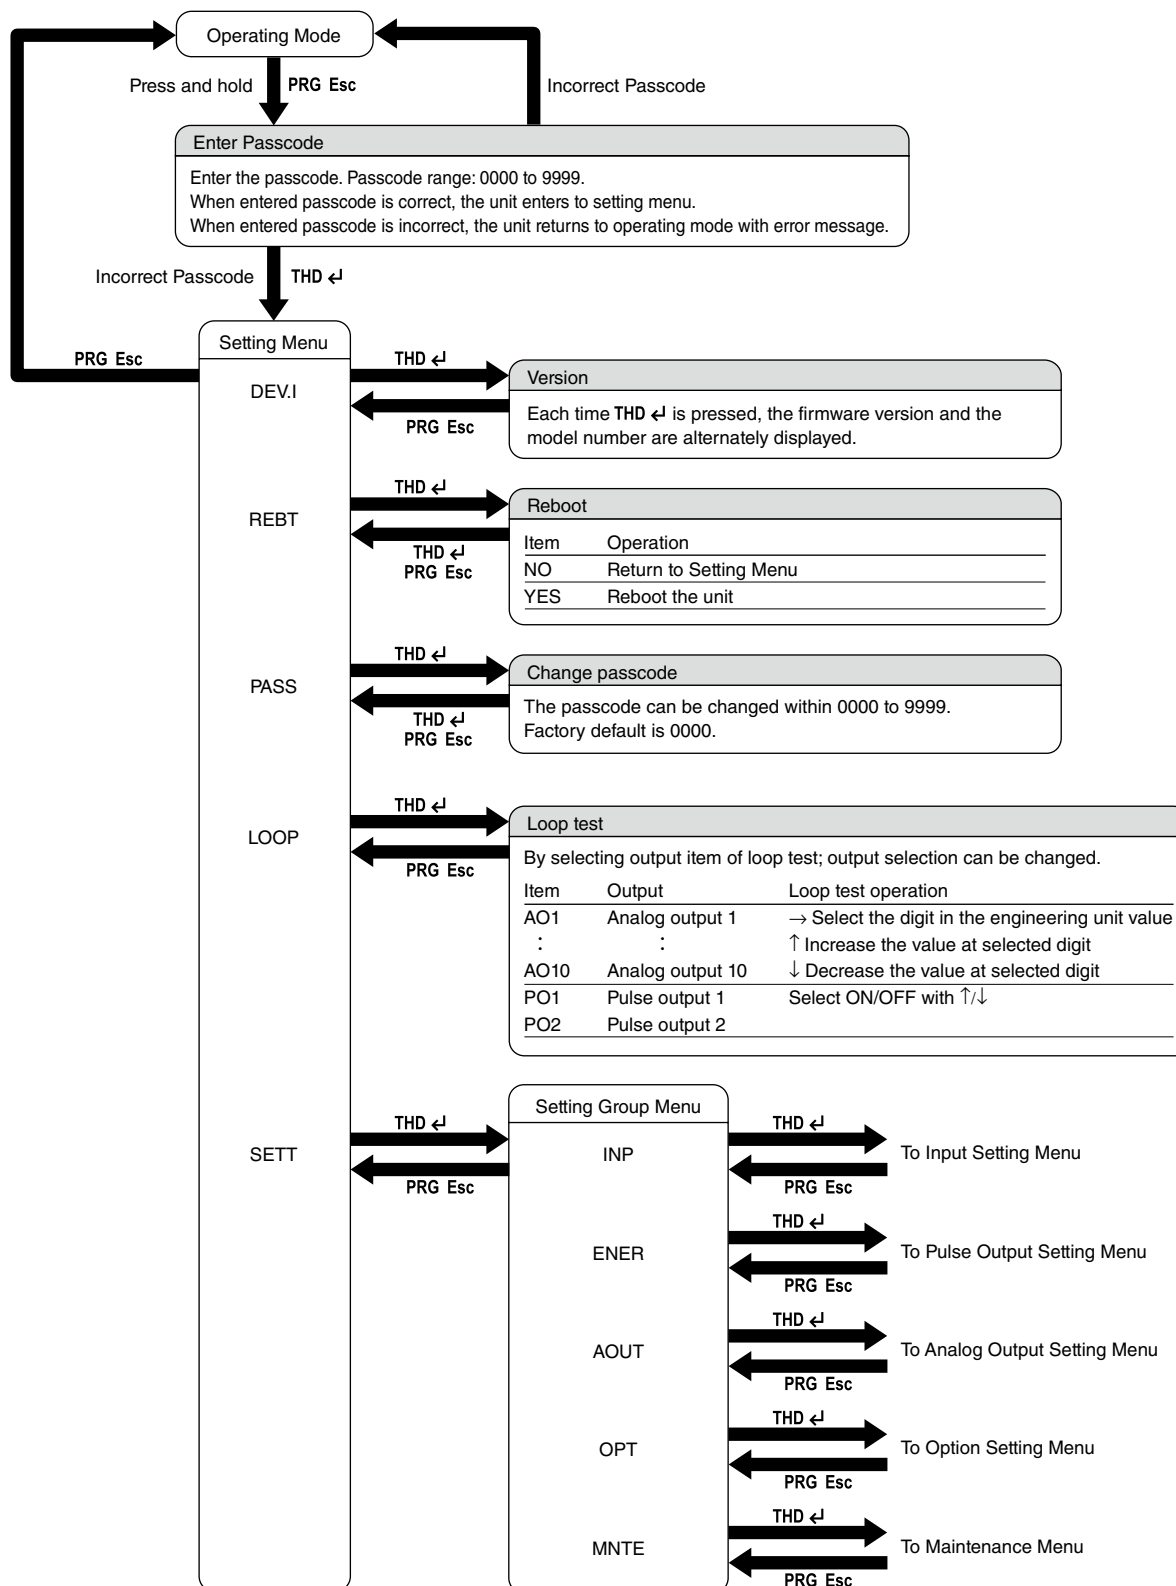 Operating Mode
Press and hold PRG Esc Incorrect Passcode
Enter Passcode
Enter the passcode. Passcode range: 0000 to 9999.
When entered passcode is correct, the unit enters to setting menu.
When entered passcode is incorrect, the unit returns to operating mode with error message.
Incorrect Passcode THD ↵
Setting Menu
PRG Esc
DEV.I
THD ↵
PRG Esc
Version
Each time THD ↵ is pressed, the firmware version and the
model number are alternately displayed.
REBT
THD ↵
THD ↵
PRG Esc
Reboot
Item Operation
NO Return to Setting Menu
YES Reboot the unit
PASS
THD ↵
THD ↵
PRG Esc
Change passcode
The passcode can be changed within 0000 to 9999.
Factory default is 0000.
LOOP
THD ↵
PRG Esc
Loop test
By selecting output item of loop test; output selection can be changed.
Item Output Loop test operation
AO1 Analog output 1 → Select the digit in the engineering unit value
: : ↑ Increase the value at selected digit
AO10 Analog output 10 ↓ Decrease the value at selected digit
PO1 Pulse output 1 Select ON/OFF with ↑/↓
PO2 Pulse output 2
SETT
THD ↵
PRG Esc
Setting Group Menu
INP
THD ↵
PRG Esc
To Input Setting Menu
ENER
THD ↵
PRG Esc
To Pulse Output Setting Menu
AOUT
THD ↵
PRG Esc
To Analog Output Setting Menu
OPT
THD ↵
PRG Esc
To Option Setting Menu
MNTE
THD ↵
PRG Esc
To Maintenance Menu